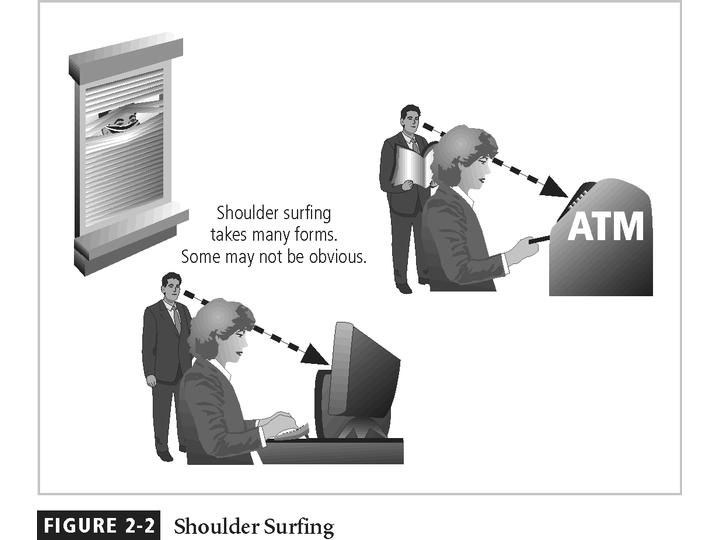 Shoulder surfing
takes many forms.
Some may not be obvious.
ATM
FIGURE 2-2 Shoulder Surfing